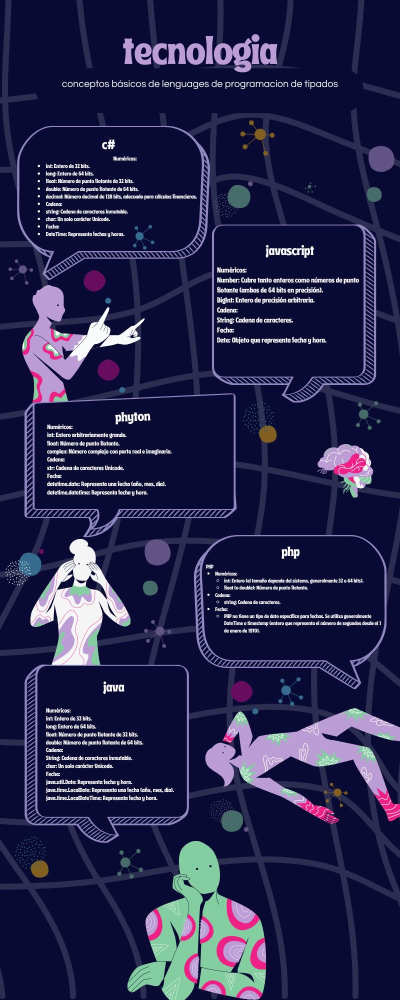 tecnologia
conceptos básicos de lenguages de programacion de tipados
c#
Numéricos:
int: Entero de 32 bits.
long: Entero de 64 bits.
float: Número de punto flotante de 32 bits.
double: Número de punto flotante de 64 bits.
decimal: Número decimal de 128 bits, adecuado para cálculos financieros.
Cadena:
string: Cadena de caracteres inmutable.
char: Un solo carácter Unicode.
Fecha:
DateTime: Representa fechas y horas.
javascript
Numéricos:
Number: Cubre tanto enteros como números de punto
flotante (ambos de 64 bits en precisión).
BigInt: Entero de precisión arbitraria.
Cadena:
String: Cadena de caracteres.
Fecha:
Date: Objeto que representa fecha y hora.
phyton
Numéricos:
int: Entero arbitrariamente grande.
float: Número de punto flotante.
complex: Número complejo con parte real e imaginaria.
Cadena:
str: Cadena de caracteres Unicode.
Fecha:
datetime.date: Representa una fecha (año, mes, día).
datetime.datetime: Representa fecha y hora.
php
PHP
Numéricos:
int: Entero (el tamaño depende del sistema, generalmente 32 o 64 bits).
float (o double): Número de punto flotante.
Cadena:
string: Cadena de caracteres.
Fecha:
PHP no tiene un tipo de dato específico para fechas. Se utiliza generalmente
DateTime o timestamp (entero que representa el número de segundos desde el 1
de enero de 1970).
java
Numéricos:
int: Entero de 32 bits.
long: Entero de 64 bits.
float: Número de punto flotante de 32 bits.
double: Número de punto flotante de 64 bits.
Cadena:
String: Cadena de caracteres inmutable.
char: Un solo carácter Unicode.
Fecha:
java.util.Date: Representa fecha y hora.
java.time.LocalDate: Representa una fecha (año, mes, día).
java.time.LocalDateTime: Representa fecha y hora.